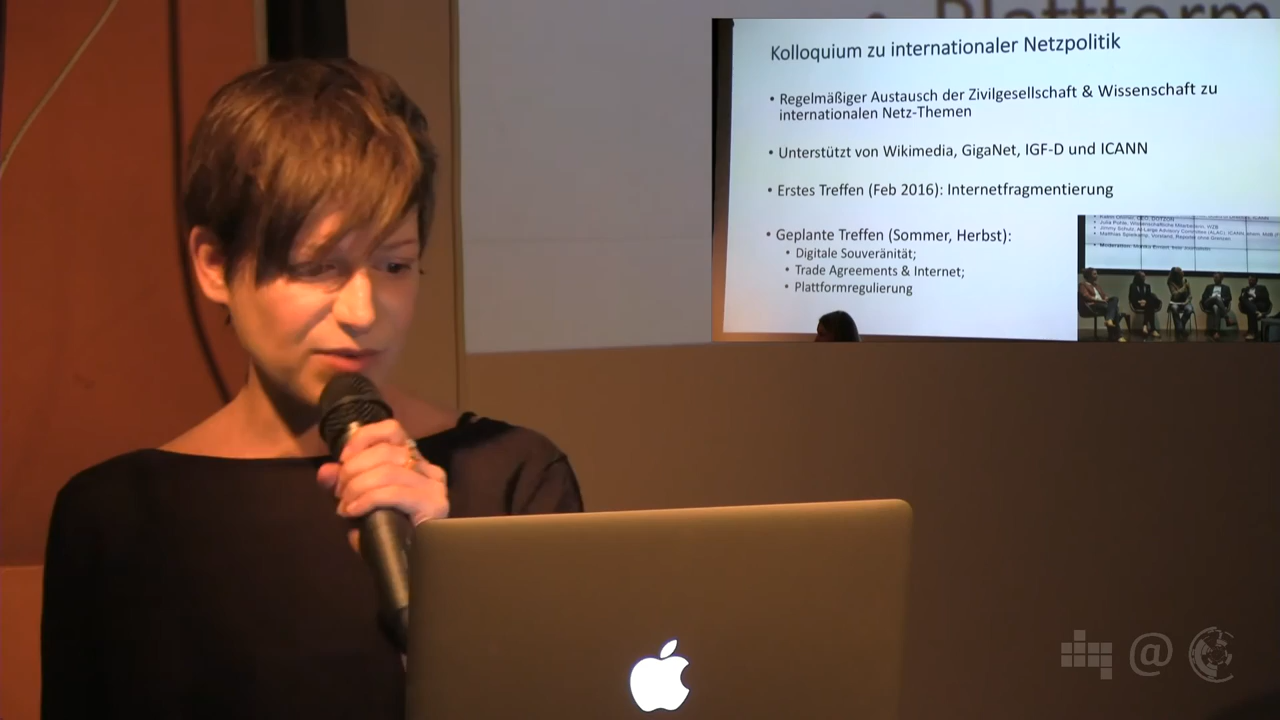 Plattform
Kolloquium zu internationaler Netzpolitik
• Regelmäßiger Austausch der Zivilgesellschaft & Wissenschaft zu
internationalen Netz-Themen
• Unterstützt von Wikimedia, GigaNet, IGF-D und ICANN
• Erstes Treffen (Feb 2016): Internetfragmentierung
• Geplante Treffen (Sommer, Herbst):
• Digitale Souveränität;
• Trade Agreements & Internet;
• Plattformregulierung
@